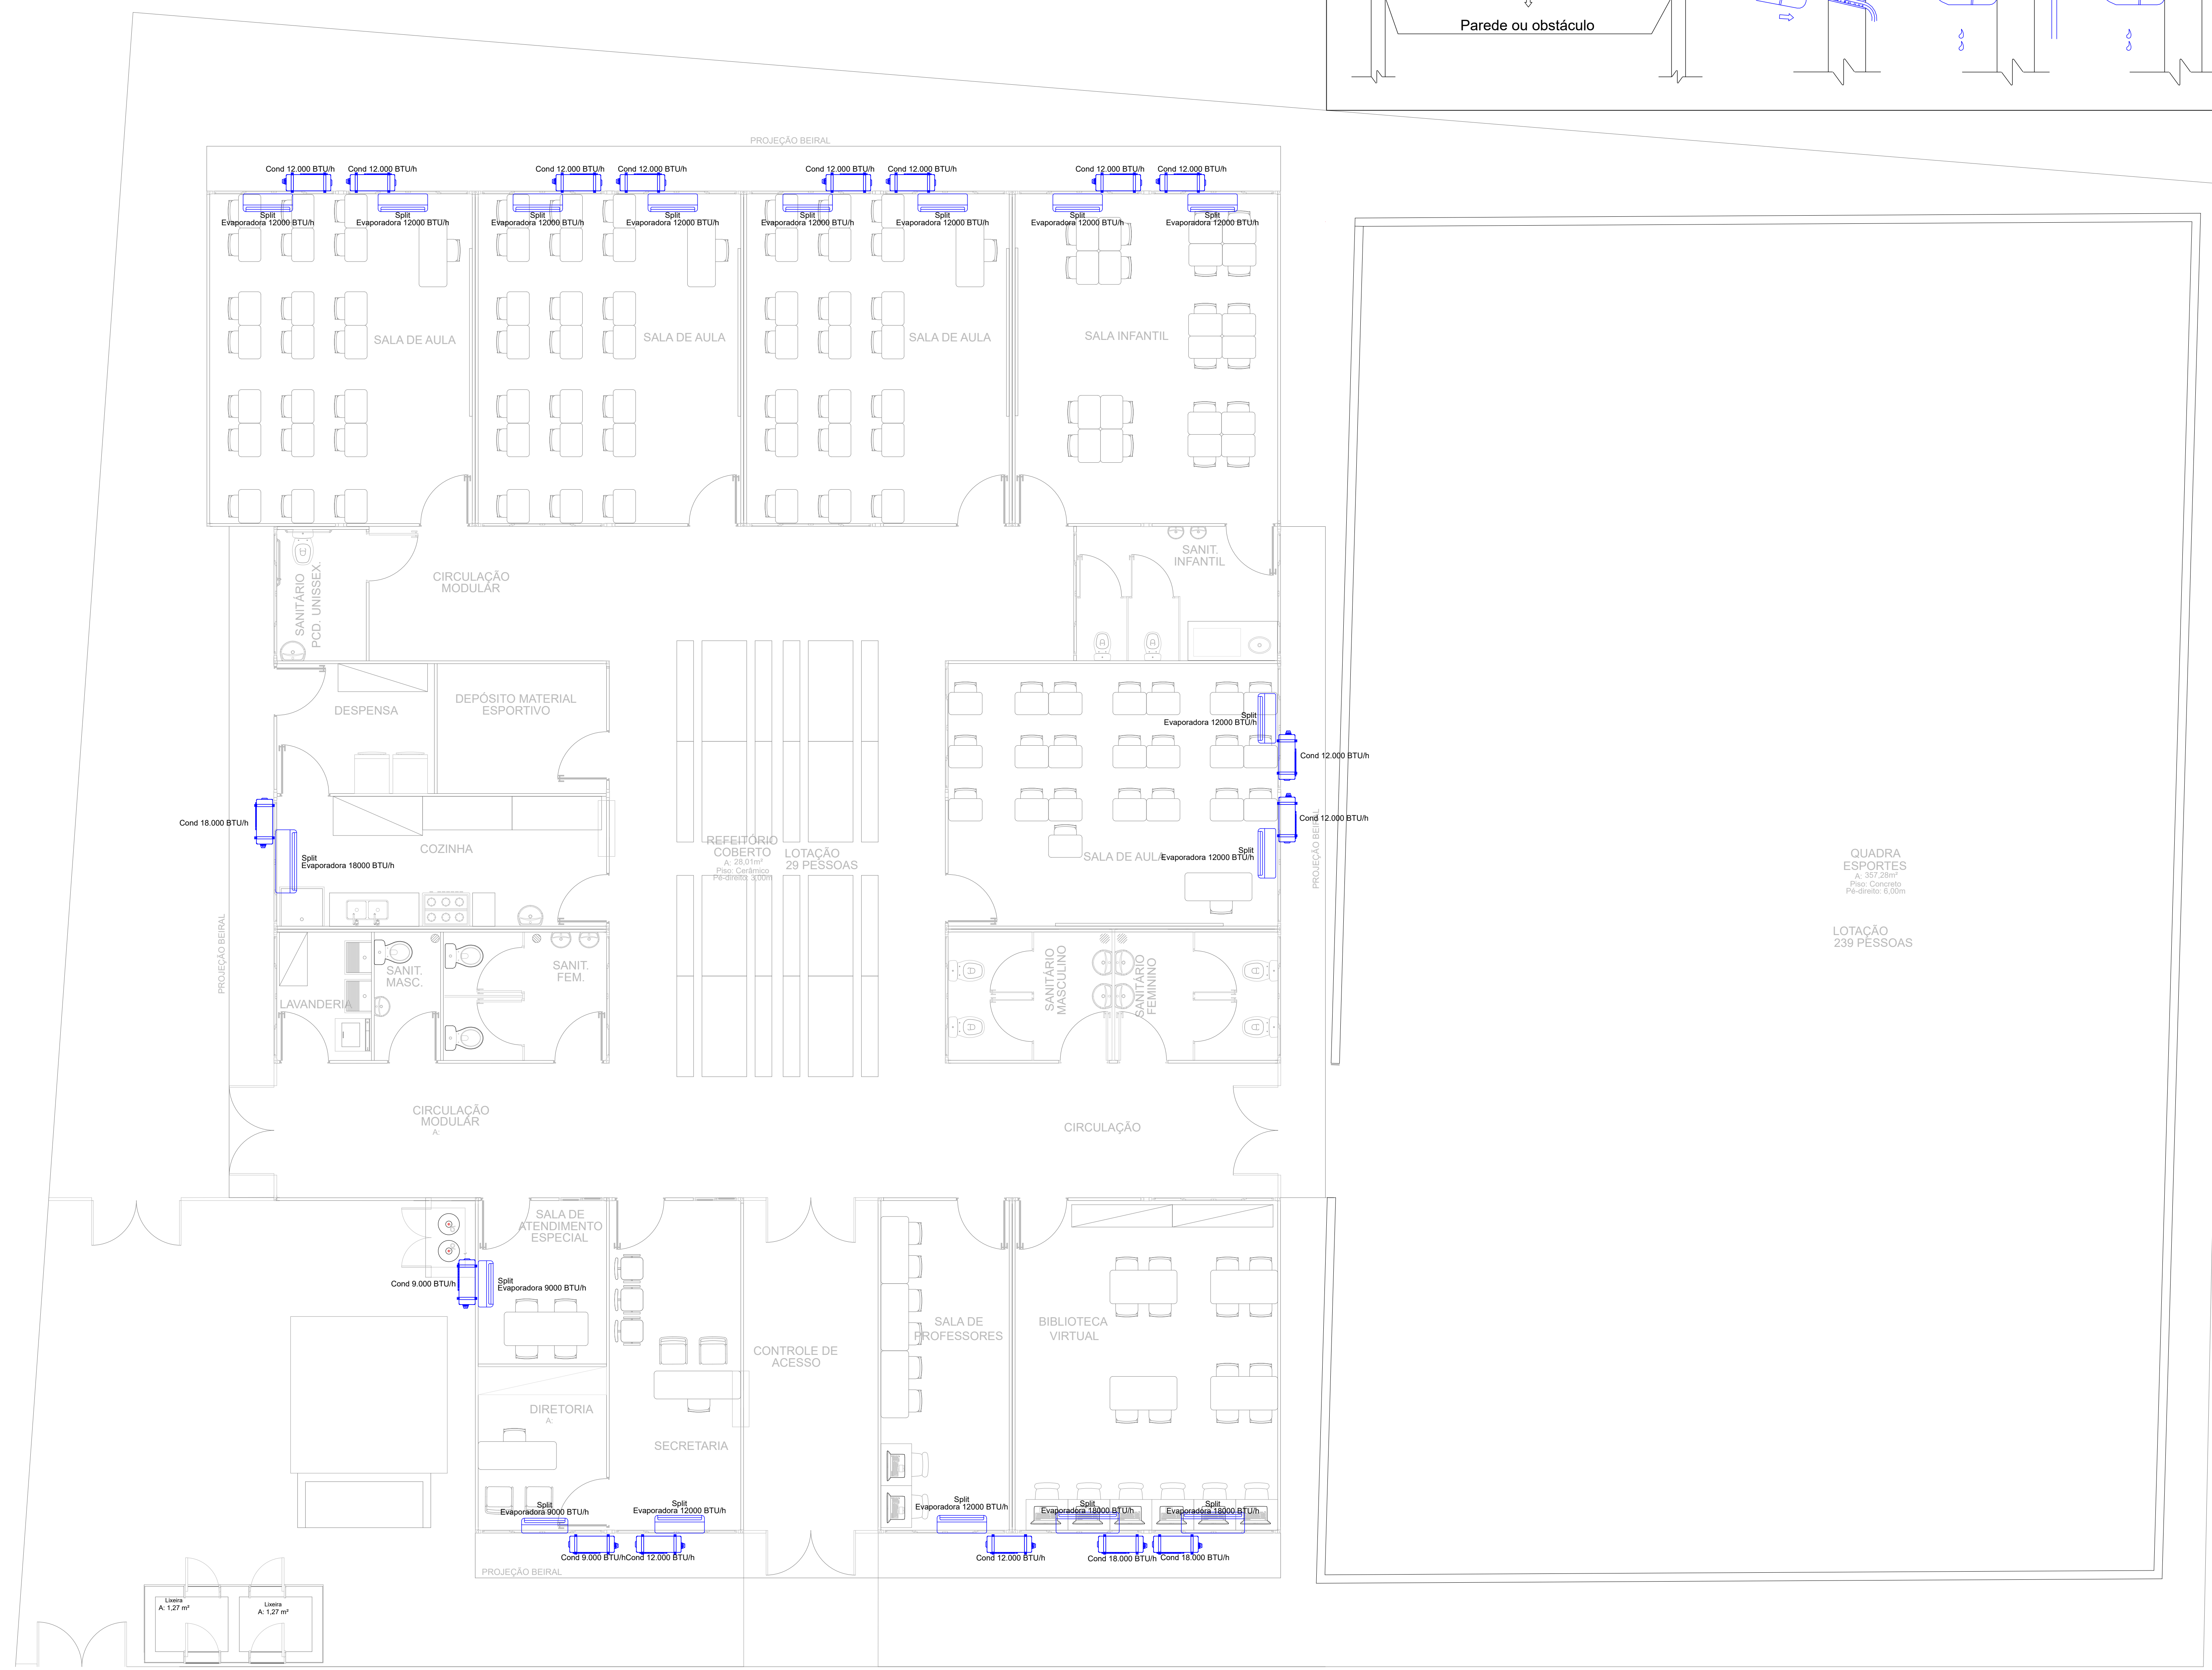 Parede ou obstáculo
PROJEÇÃO BEIRAL
Cond 12.000 BTU/h
Cond 12.000 BTU/h
Cond 12.000 BTU/h
Cond 12.000 BTU/h
Cond 12.000 BTU/h
Cond 12.000 BTU/h
Cond 12.000 BTU/h
Cond 12.000 BTU/h
Split
Evaporadora 12000 BTU/h
Split
Evaporadora 12000 BTU/h
Split
Evaporadora 12000 BTU/h
Split
Evaporadora 12000 BTU/h
Split
Evaporadora 12000 BTU/h
Split
Evaporadora 12000 BTU/h
Split
Evaporadora 12000 BTU/h
Split
Evaporadora 12000 BTU/h
SALA DE AULA
SALA DE AULA
SALA DE AULA
SALA INFANTIL
SANITÁRIO
PCD. UNISSEX.
CIRCULAÇÃO
MODULAR
SANIT.
INFANTIL
DESPENSA
DEPÓSITO MATERIAL
ESPORTIVO
Split
Evaporadora 12000 BTU/h
Cond 12.000 BTU/h
Cond 12.000 BTU/h
Cond 18.000 BTU/h
Split
Evaporadora 18000 BTU/h
COZINHA
REFEITÓRIO
COBERTO
A: 28,01m²
Piso: Cerâmico
Pé-direito: 3,00m
LOTAÇÃO
29 PESSOAS
SALA DE AULA
Split
Evaporadora 12000 BTU/h
PROJEÇÃO BEIRAL
QUADRA
ESPORTES
A: 357,28m²
Piso: Concreto
Pé-direito: 6,00m
LOTAÇÃO
239 PESSOAS
PROJEÇÃO BEIRAL
LAVANDERIA
SANIT.
MASC.
SANIT.
FEM.
SANITÁRIO
MASCULINO
SANITÁRIO
FEMININO
CIRCULAÇÃO
MODULAR
A:
CIRCULAÇÃO
SALA DE
ATENDIMENTO
ESPECIAL
Cond 9.000 BTU/h
Split
Evaporadora 9000 BTU/h
SALA DE
PROFESSORES
BIBLIOTECA
VIRTUAL
CONTROLE DE
ACESSO
DIRETORIA
A:
SECRETARIA
Split
Evaporadora 9000 BTU/h
Split
Evaporadora 12000 BTU/h
Split
Evaporadora 12000 BTU/h
Split
Evaporadora 18000 BTU/h
Split
Evaporadora 18000 BTU/h
Cond 9.000 BTU/h
Cond 12.000 BTU/h
Cond 12.000 BTU/h
Cond 18.000 BTU/h
Cond 18.000 BTU/h
PROJEÇÃO BEIRAL
Lixeira
A: 1,27 m²
Lixeira
A: 1,27 m²